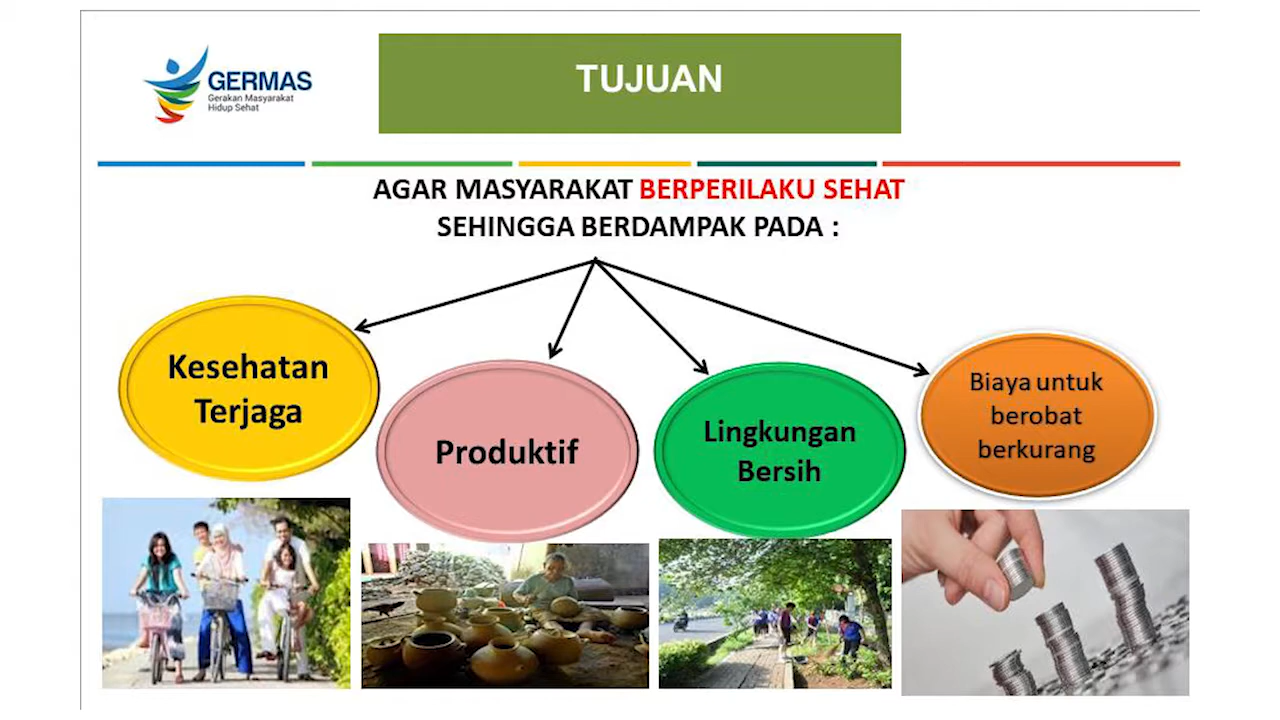 GERMAS
Gerakan Masyarakat
Hidup Sehat
TUJUAN
AGAR MASYARAKAT BERPERILAKU SEHAT
SEHINGGA BERDAMPAK PADA :
Kesehatan
Terjaga
Produktif
Lingkungan
Bersih
Biaya untuk
berobat
berkurang